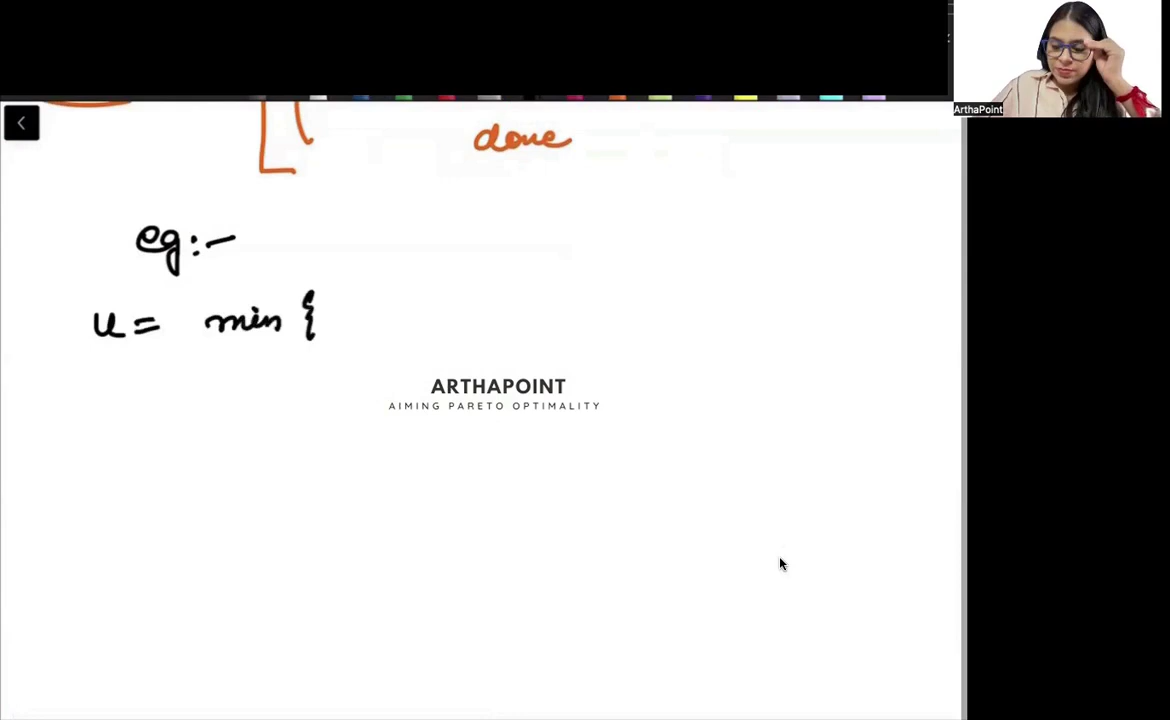 ArthaPoint
done
eg:-
u= min {
ARTHAPOINT
AIMING PARETO OPTIMALITY